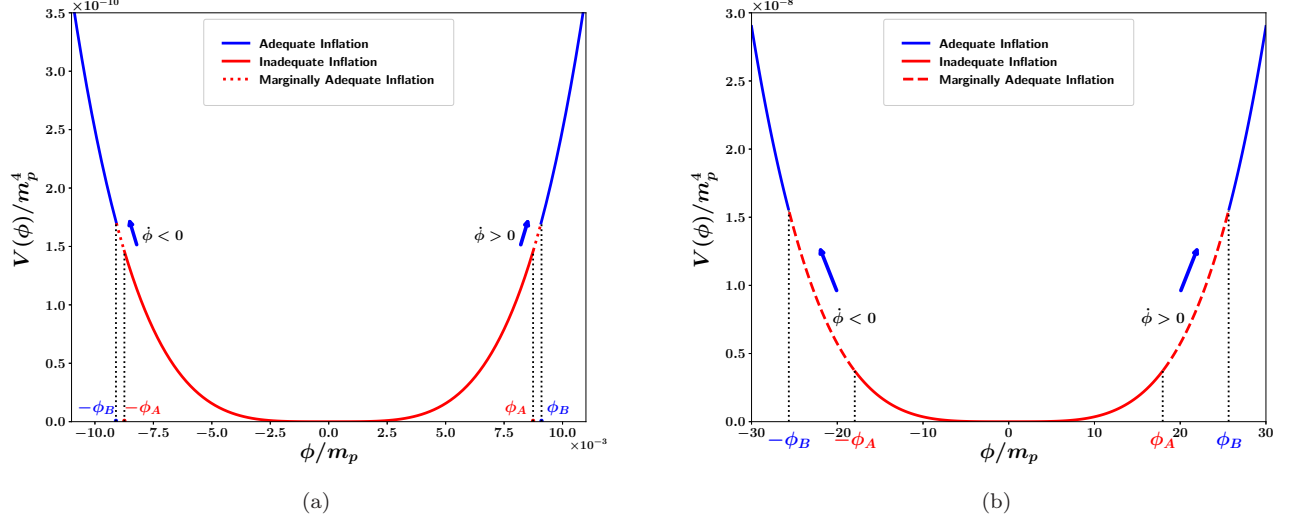 ×10⁻¹⁰
3.5
3.0
2.5
2.0
1.5
1.0
0.5
0.0
V(ϕ)/m_p^4
Adequate Inflation
Inadequate Inflation
Marginally Adequate Inflation
ϕ̇ < 0
ϕ̇ > 0
−ϕ_B
−ϕ_A
ϕ_A
ϕ_B
−10.0 −7.5 −5.0 −2.5 0.0 2.5 5.0 7.5 10.0
×10⁻³
ϕ/m_p
(a)
×10⁻⁸
3.0
2.5
2.0
1.5
1.0
0.5
0.0
V(ϕ)/m_p^4
Adequate Inflation
Inadequate Inflation
Marginally Adequate Inflation
ϕ̇ < 0
ϕ̇ > 0
−30 −20 −10 0 10 20 30
−ϕ_B
−ϕ_A
ϕ_A
ϕ_B
ϕ/m_p
(b)